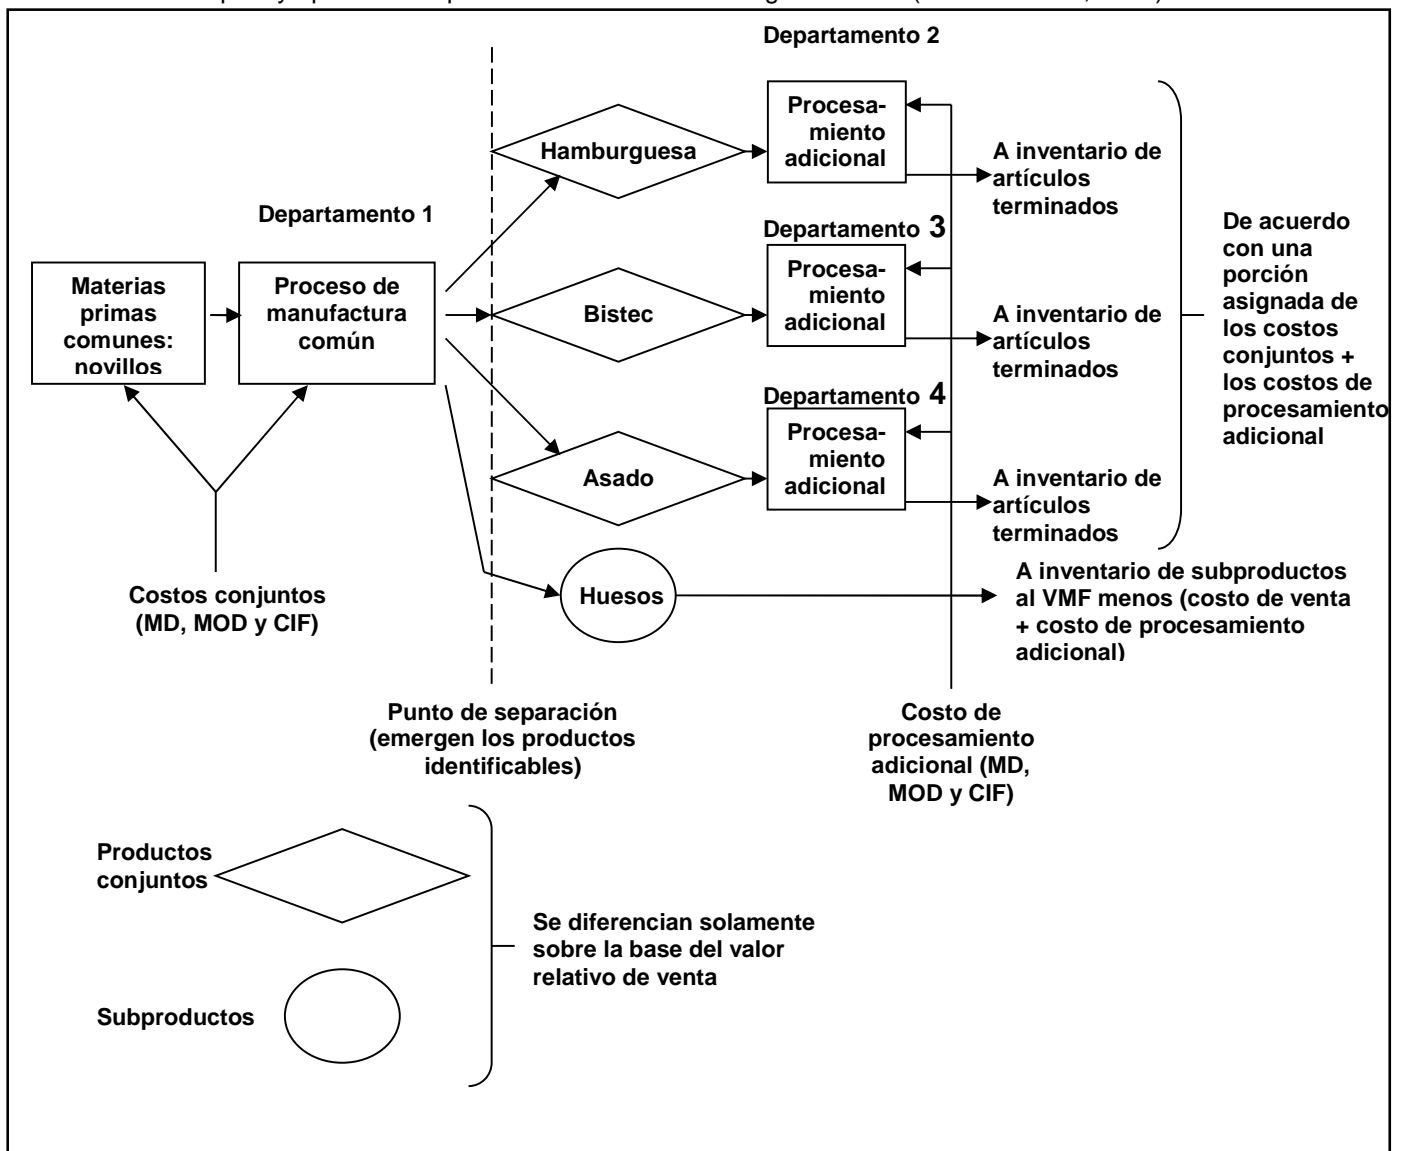 Departamento 2
Procesa-
miento
adicional
Hamburguesa
A inventario de
artículos
terminados
Departamento 1
Departamento 3
De acuerdo
con una
porción
asignada de
los costos
conjuntos +
los costos de
procesamiento
adicional
Materias
primas
comunes:
novillos
Proceso de
manufactura
común
Bistec
Procesa-
miento
adicional
A inventario de
artículos
terminados
Departamento 4
Procesa-
miento
adicional
Asado
A inventario de
artículos
terminados
Costos conjuntos
(MD, MOD y CIF)
Huesos
A inventario de subproductos
al VMF menos (costo de venta
+ costo de procesamiento
adicional)
Punto de separación
(emergen los productos
identificables)
Costo de
procesamiento
adicional (MD,
MOD y CIF)
Productos
conjuntos
Se diferencian solamente
sobre la base del valor
relativo de venta
Subproductos